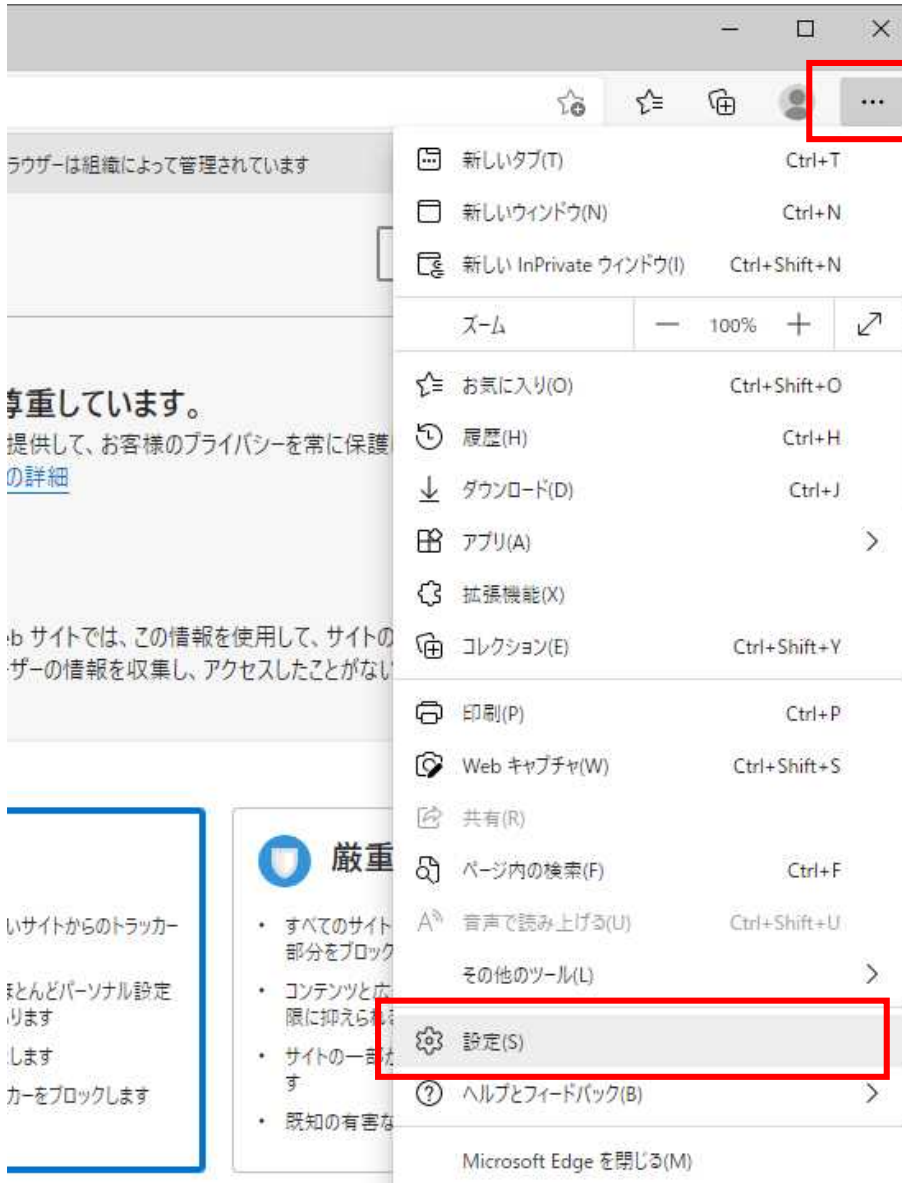 ラウザーは組織によって管理されています
尊重しています。
提供して、お客様のプライバシーを常に保護
の詳細
eb サイトでは、この情報を使用して、サイトの
ーザーの情報を収集し、アクセスしたことがない
いサイトからのトラッカー
ほとんどパーソナル設定
ります
します
カーをブロックします
厳重
• すべてのサイト
部分をブロック
• コンテンツと広
限に抑えられる
• サイトの一部が
す
• 既知の有害な
新しいタブ(T) Ctrl+T
新しいウィンドウ(N) Ctrl+N
新しい InPrivate ウィンドウ(I) Ctrl+Shift+N
ズーム — 100% +
お気に入り(O) Ctrl+Shift+O
履歴(H) Ctrl+H
ダウンロード(D) Ctrl+J
アプリ(A)
拡張機能(X)
コレクション(E) Ctrl+Shift+Y
印刷(P) Ctrl+P
Web キャプチャ(W) Ctrl+Shift+S
共有(R)
ページ内の検索(F) Ctrl+F
音声で読み上げる(U) Ctrl+Shift+U
その他のツール(L)
設定(S)
ヘルプとフィードバック(B)
Microsoft Edge を閉じる(M)